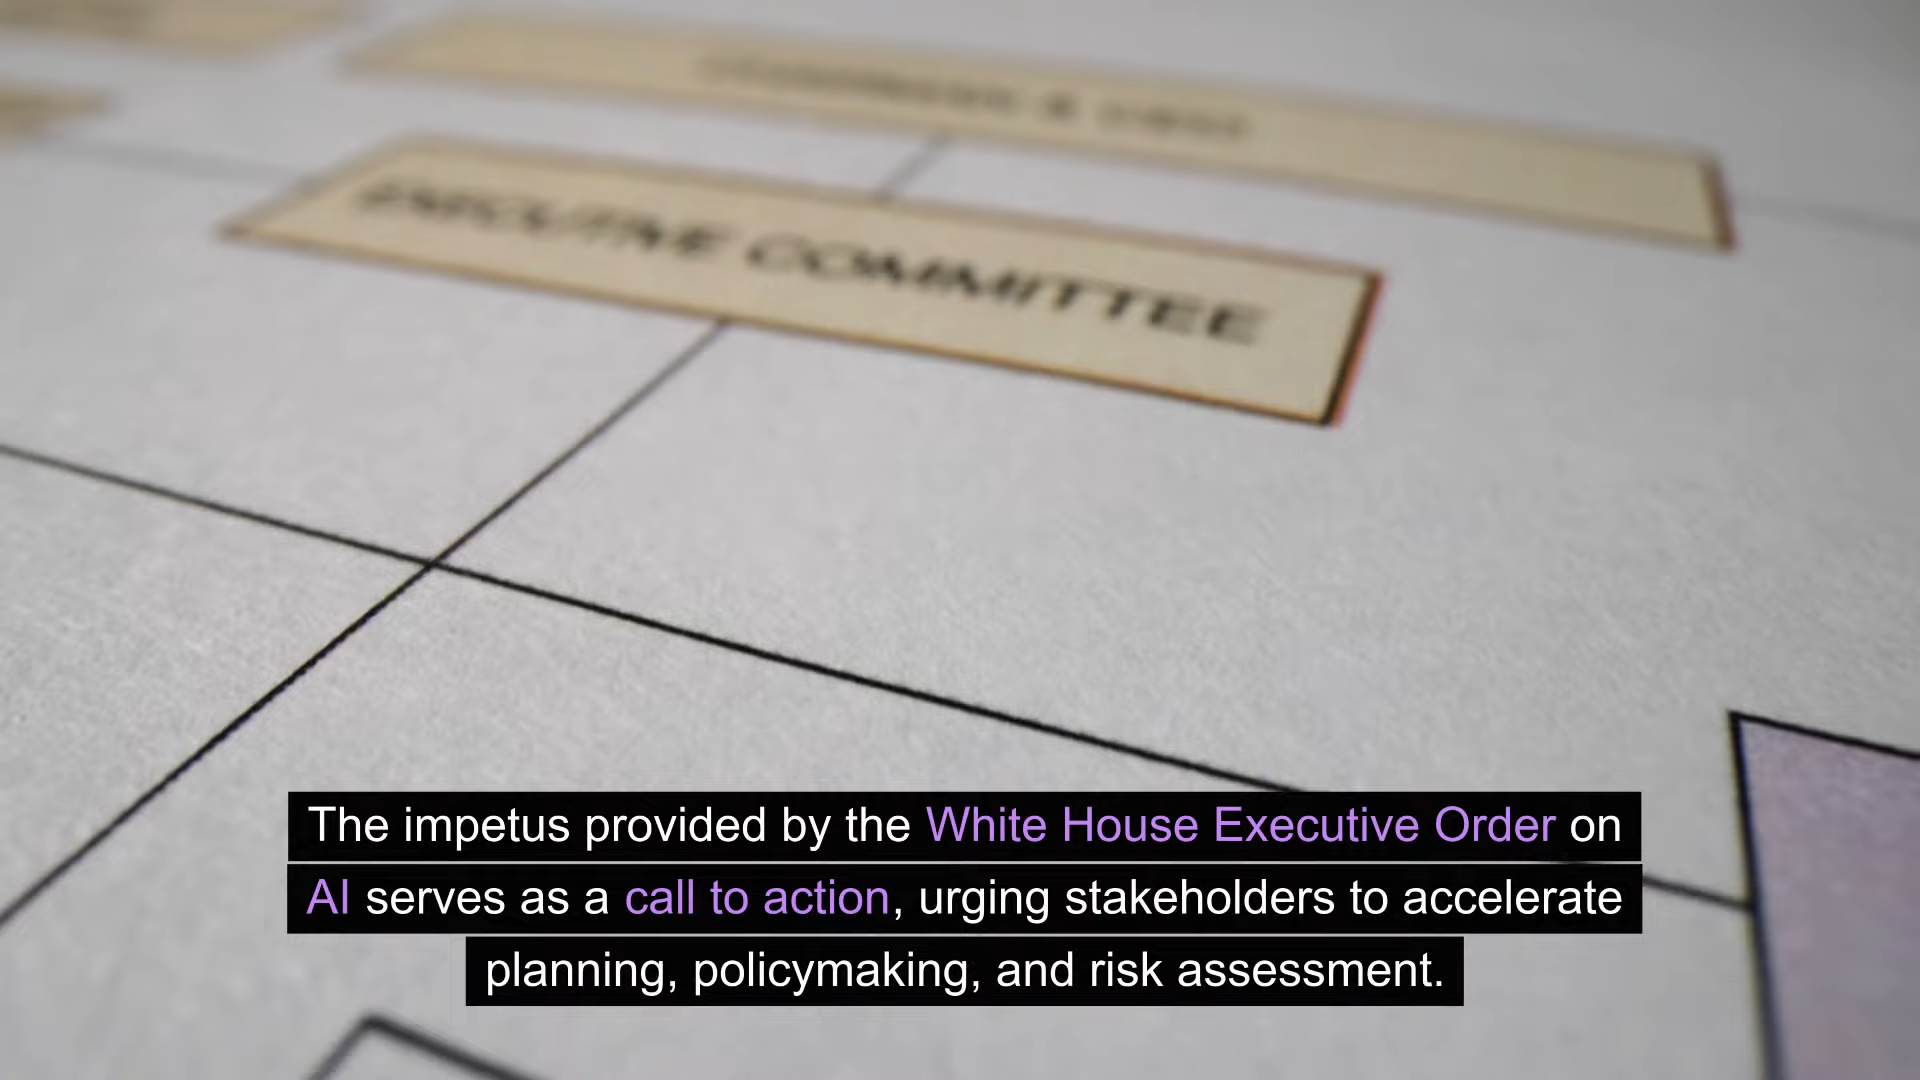 EXECUTIVE COMMITTEE
The impetus provided by the White House Executive Order on
AI serves as a call to action, urging stakeholders to accelerate
planning, policymaking, and risk assessment.